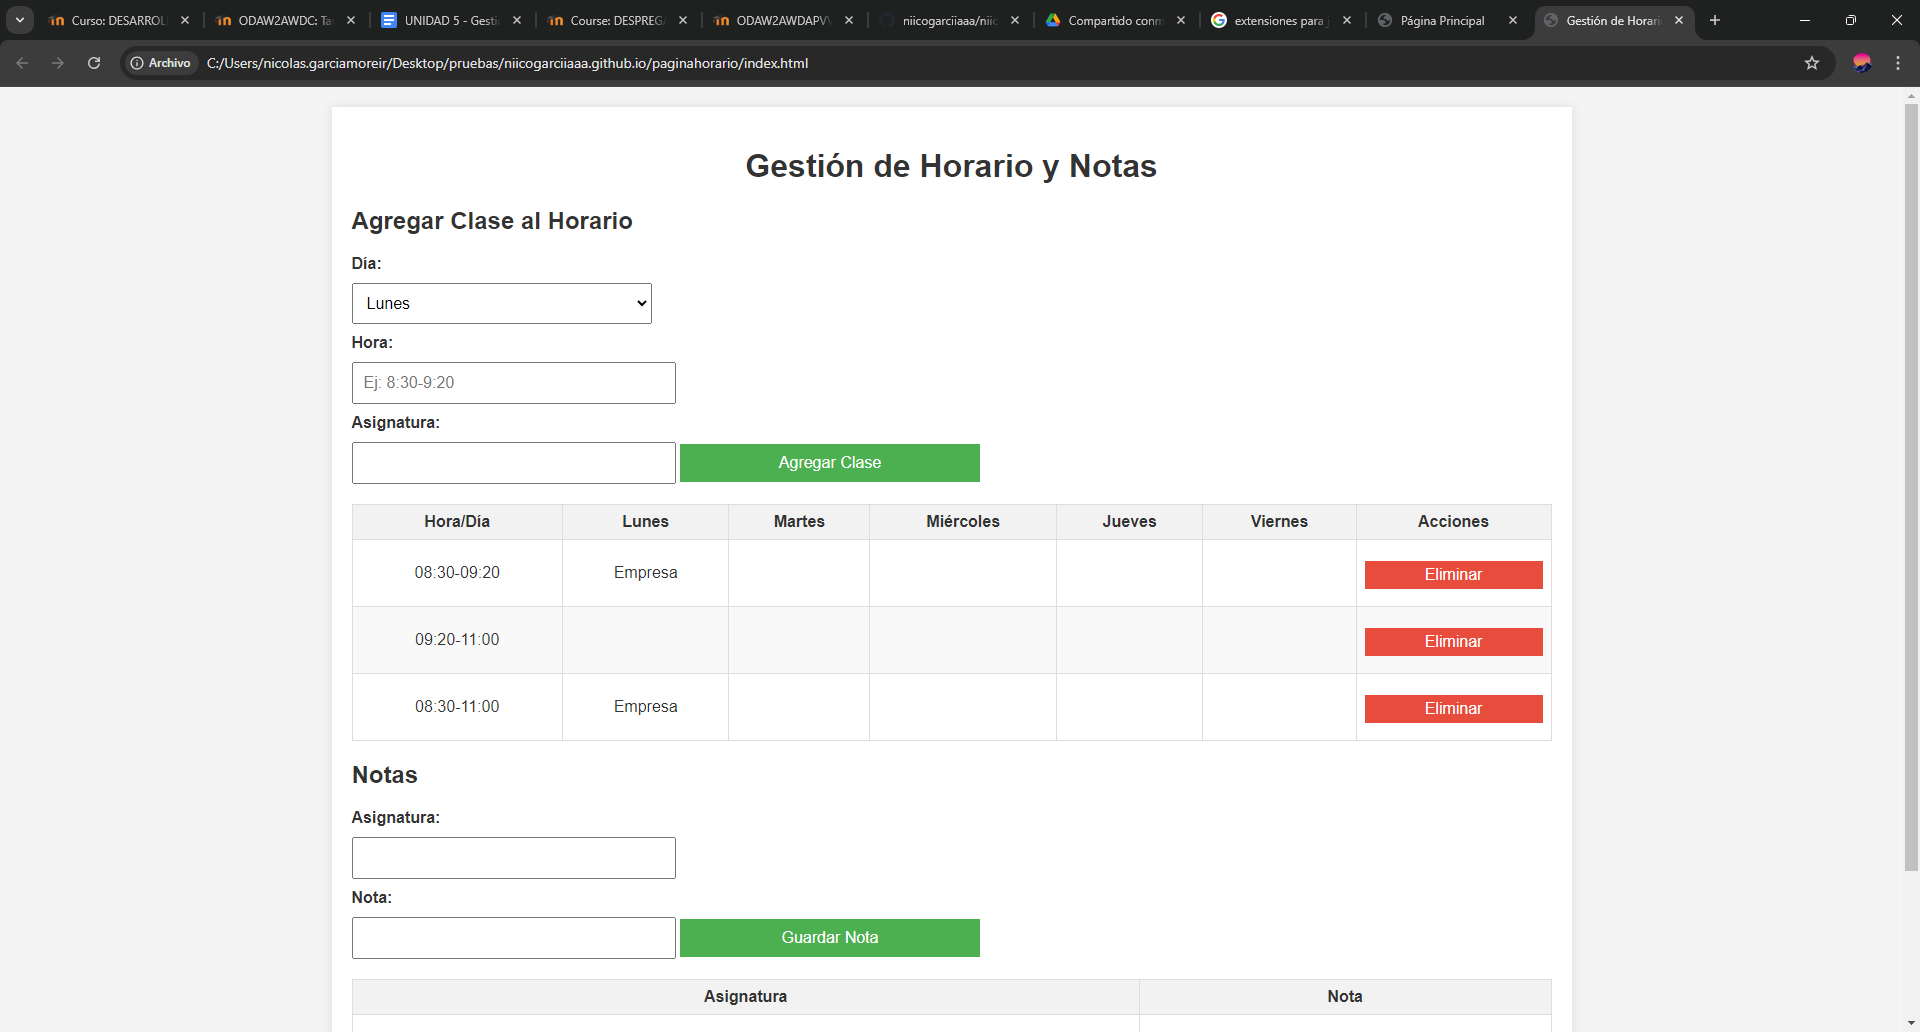 Curso: DESARROL
ODAW2AWDC: Ta
UNIDAD 5 - Gesti
Course: DESPREGA
ODAW2AWDAPV
niicogarciiaaa/niic
Compartido conm
extensiones para j
Página Principal
Gestión de Horari
Archivo
C:/Users/nicolas.garciamoreir/Desktop/pruebas/niicogarciiaaa.github.io/paginahorario/index.html
Gestión de Horario y Notas
Agregar Clase al Horario
Día:
Lunes
Hora:
Ej: 8:30-9:20
Asignatura:
Agregar Clase
Hora/Día Lunes Martes Miércoles Jueves Viernes Acciones
08:30-09:20 Empresa Eliminar
09:20-11:00 Eliminar
08:30-11:00 Empresa Eliminar
Notas
Asignatura:
Nota:
Guardar Nota
Asignatura Nota